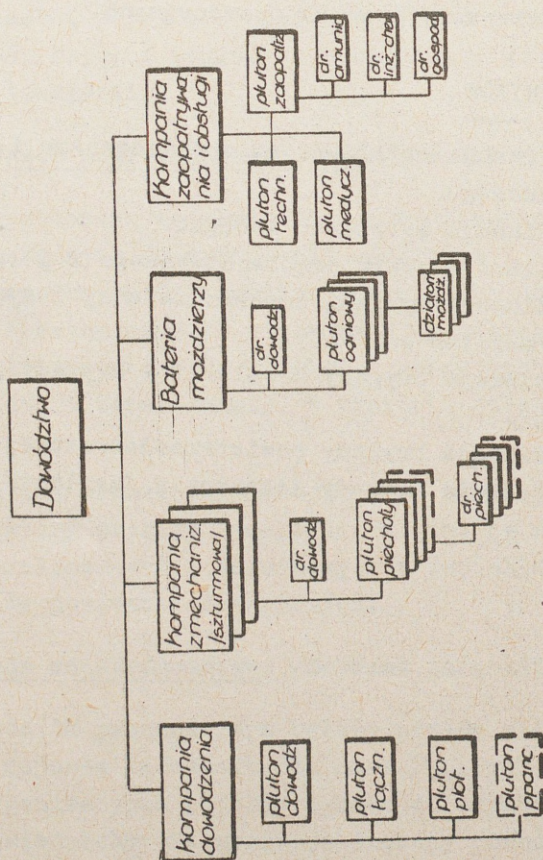 Dowództwo
Kompania
dowodzenia
pluton
dowodz
pluton
łączn.
pluton
plot.
pluton
ppanc
Kompania
zmechaniz
/szturmowa/
dr.
dowodz
pluton
piechoty
dr.
piech.
Bateria
moździerzy
dr.
dowodz
pluton
ogniowy
działon
moźdz.
Kompania
zaopatrywa
nia i obsługi
pluton
techn.
pluton
medycz.
pluton
zaopatrz
dr.
amunic
dr.
inż-chem
dr.
gospod